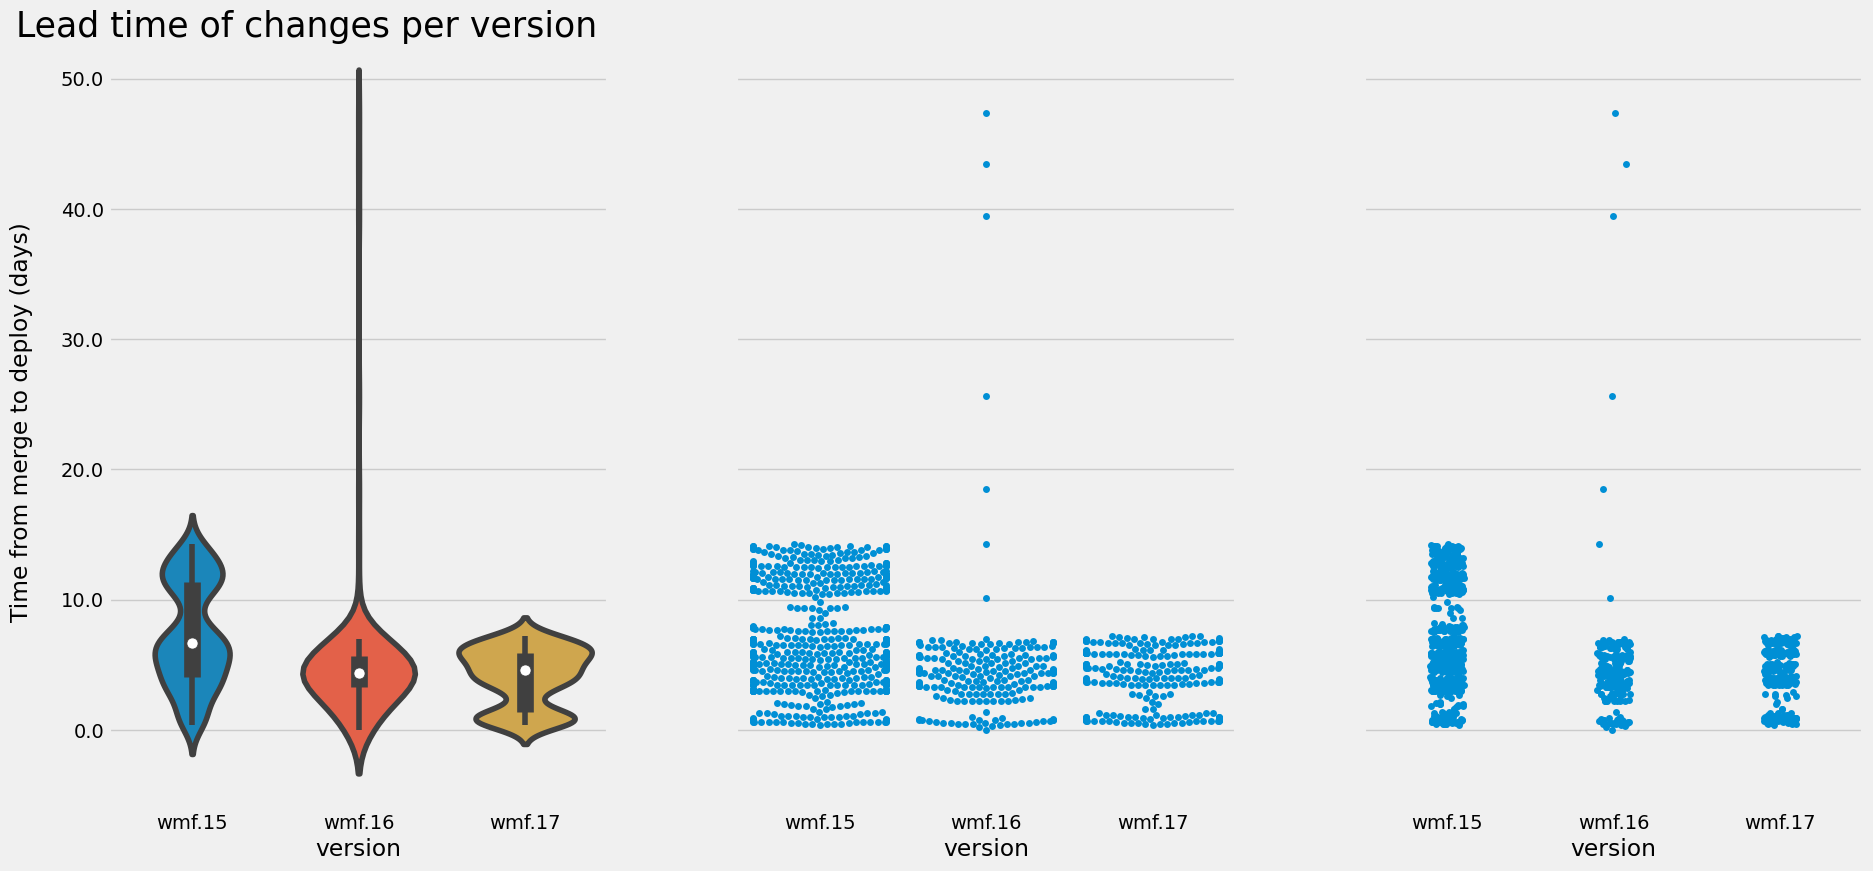 Lead time of changes per version
Time from merge to deploy (days)
50.0
40.0
30.0
20.0
10.0
0.0
wmf.15 wmf.16 wmf.17
version
wmf.15 wmf.16 wmf.17
version
wmf.15 wmf.16 wmf.17
version